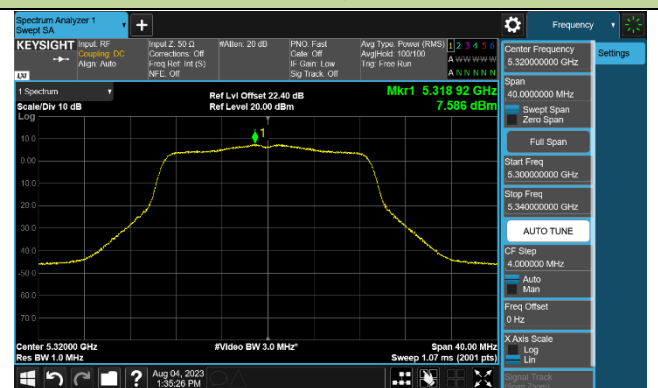 Spectrum Analyzer 1
Swept SA
+
Frequency
KEYSIGHT
Input: RF
Coupling: DC
Align: Auto
Input Z: 50 Ω
Corrections: Off
Freq Ref: Int (S)
NFE: Off
#Atten: 20 dB
PNO: Fast
Gate: Off
IF Gain: Low
Sig Track: Off
Avg Type: Power (RMS)
Avg|Hold: 100/100
Trig: Free Run
1 2 3 4 5 6
A W W W W W
A N N N N N
LXI
1 Spectrum
Scale/Div 10 dB
Log
Ref Lvl Offset 22.40 dB
Ref Level 20.00 dBm
Mkr1 5.318 92 GHz
7.586 dBm
1
10.0
0.00
-10.0
-20.0
-30.0
-40.0
-50.0
-60.0
-70.0
Center 5.32000 GHz
Res BW 1.0 MHz
#Video BW 3.0 MHz*
Span 40.00 MHz
Sweep 1.07 ms (2001 pts)
?
Aug 04, 2023
1:35:26 PM
Center Frequency
5.320000000 GHz
Span
40.0000000 MHz
Swept Span
Zero Span
Full Span
Start Freq
5.300000000 GHz
Stop Freq
5.340000000 GHz
AUTO TUNE
CF Step
4.000000 MHz
Auto
Man
Freq Offset
0 Hz
X Axis Scale
Log
Lin
Signal Track
Settings